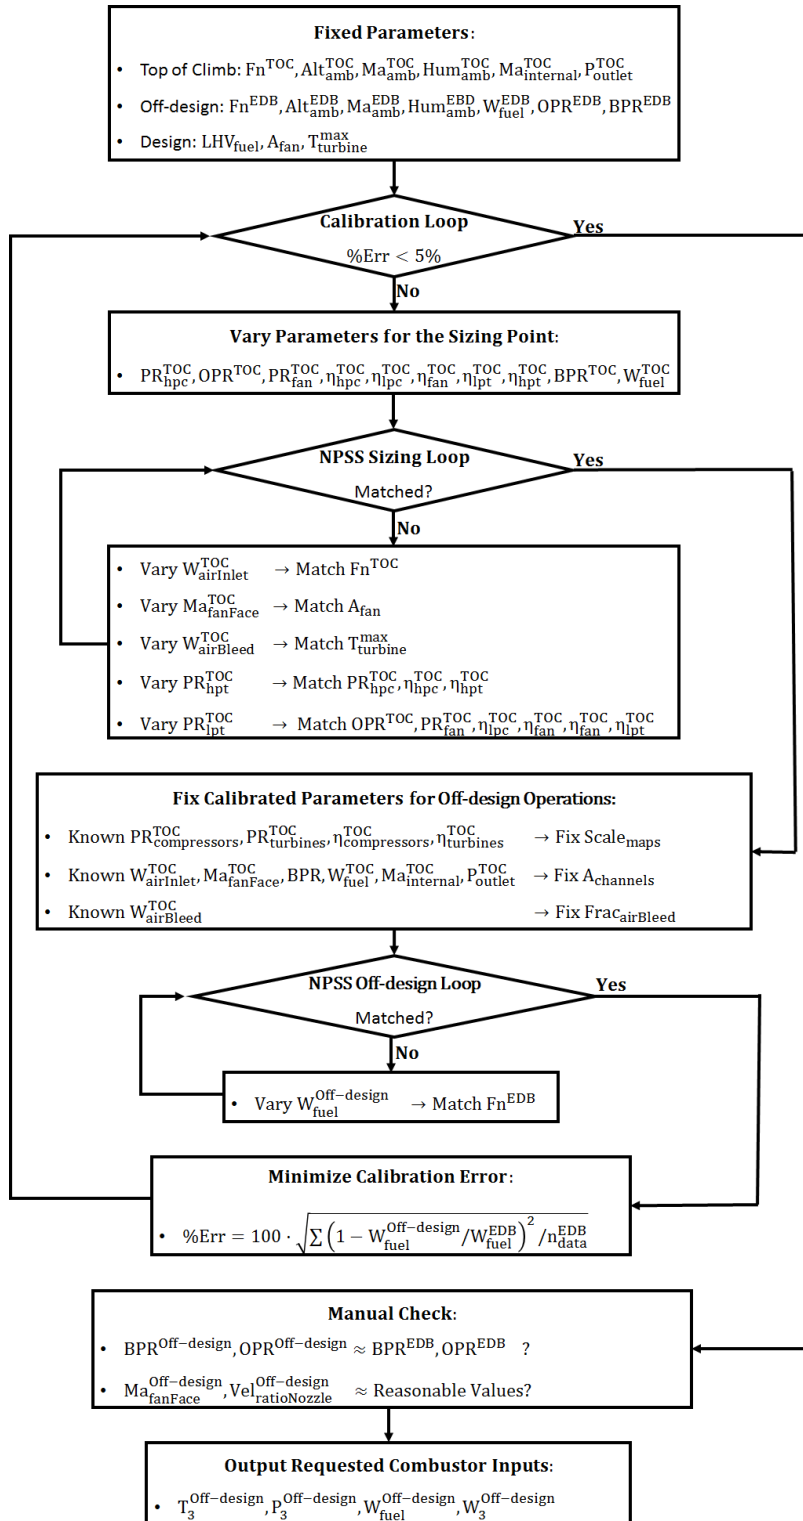 Fixed Parameters:
• Top of Climb: Fn^TOC, Alt_amb^TOC, Ma_amb^TOC, Hum_amb^TOC, Ma_internal^TOC, P_outlet^TOC
• Off-design: Fn^EDB, Alt_amb^EDB, Ma_amb^EDB, Hum_amb^EBD, W_fuel^EDB, OPR^EDB, BPR^EDB
• Design: LHV_fuel, A_fan, T_turbine^max
Calibration Loop
Yes
%Err < 5%
No
Vary Parameters for the Sizing Point:
• PR_hpc^TOC, OPR^TOC, PR_fan^TOC, η_hpc^TOC, η_lpc^TOC, η_fan^TOC, η_lpt^TOC, η_hpt^TOC, BPR^TOC, W_fuel^TOC
NPSS Sizing Loop
Yes
Matched?
No
• Vary W_airInlet^TOC → Match Fn^TOC
• Vary Ma_fanFace^TOC → Match A_fan
• Vary W_airBleed^TOC → Match T_turbine^max
• Vary PR_hpt^TOC → Match PR_hpc^TOC, η_hpc^TOC, η_hpt^TOC
• Vary PR_lpt^TOC → Match OPR^TOC, PR_fan^TOC, η_lpc^TOC, η_fan^TOC, η_fan^TOC, η_lpt^TOC
Fix Calibrated Parameters for Off-design Operations:
• Known PR_compressors^TOC, PR_turbines^TOC, η_compressors^TOC, η_turbines^TOC → Fix Scale_maps
• Known W_airInlet^TOC, Ma_fanFace^TOC, BPR, W_fuel^TOC, Ma_internal^TOC, P_outlet^TOC → Fix A_channels
• Known W_airBleed^TOC → Fix Frac_airBleed
NPSS Off-design Loop
Yes
Matched?
No
• Vary W_fuel^Off−design → Match Fn^EDB
Minimize Calibration Error:
• %Err = 100 · √(∑ (1 − W_fuel^Off−design/W_fuel^EDB)^2 /n_data^EDB)
Manual Check:
• BPR^Off−design, OPR^Off−design ≈ BPR^EDB, OPR^EDB ?
• Ma_fanFace^Off−design, Vel_ratioNozzle^Off−design ≈ Reasonable Values?
Output Requested Combustor Inputs:
• T_3^Off−design, P_3^Off−design, W_fuel^Off−design, W_3^Off−design